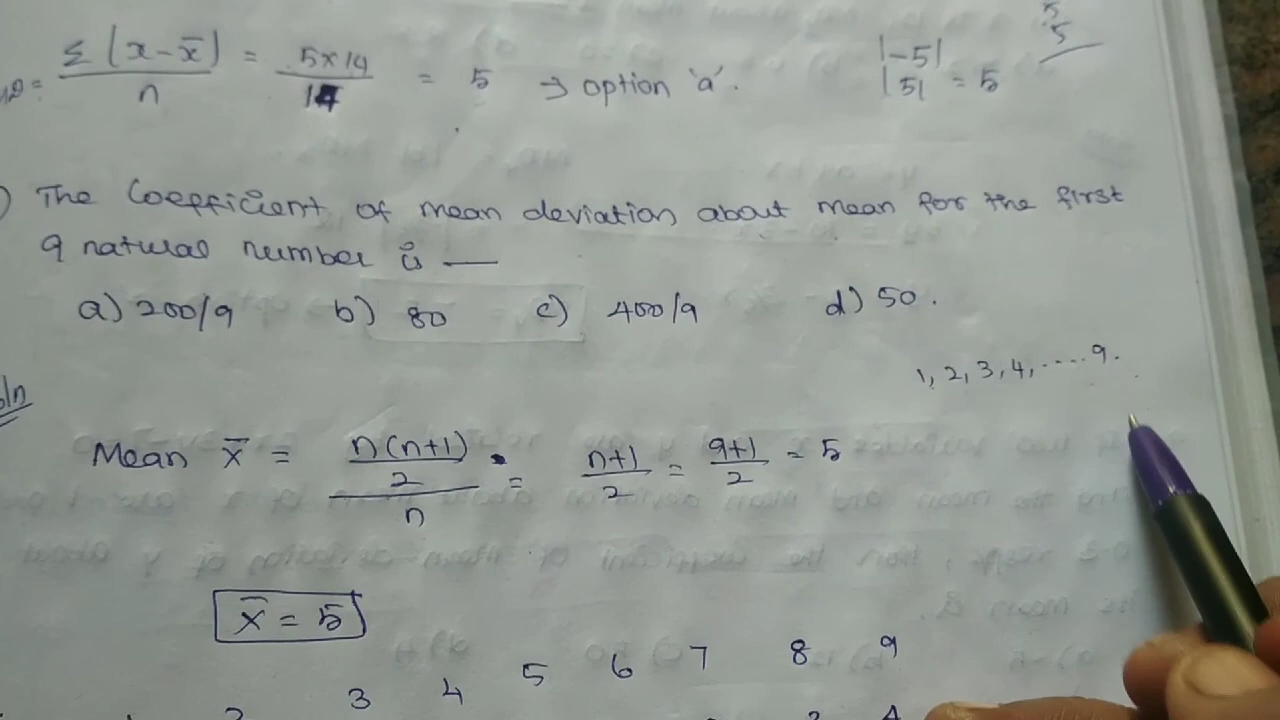 Σ (x-x̄) / n = 5x14 / 14 = 5 → option 'a'.
|-5|
|5| = 5
5
The Coefficient of mean deviation about mean for the first
9 natural number is —
a) 200/9 b) 80 c) 400/9 d) 50.
1, 2, 3, 4, ..... 9.
Mean x̄ = n(n+1)/2 / n = n+1/2 = 9+1/2 = 5
x̄ = 5
3 4 5 6 7 8 9